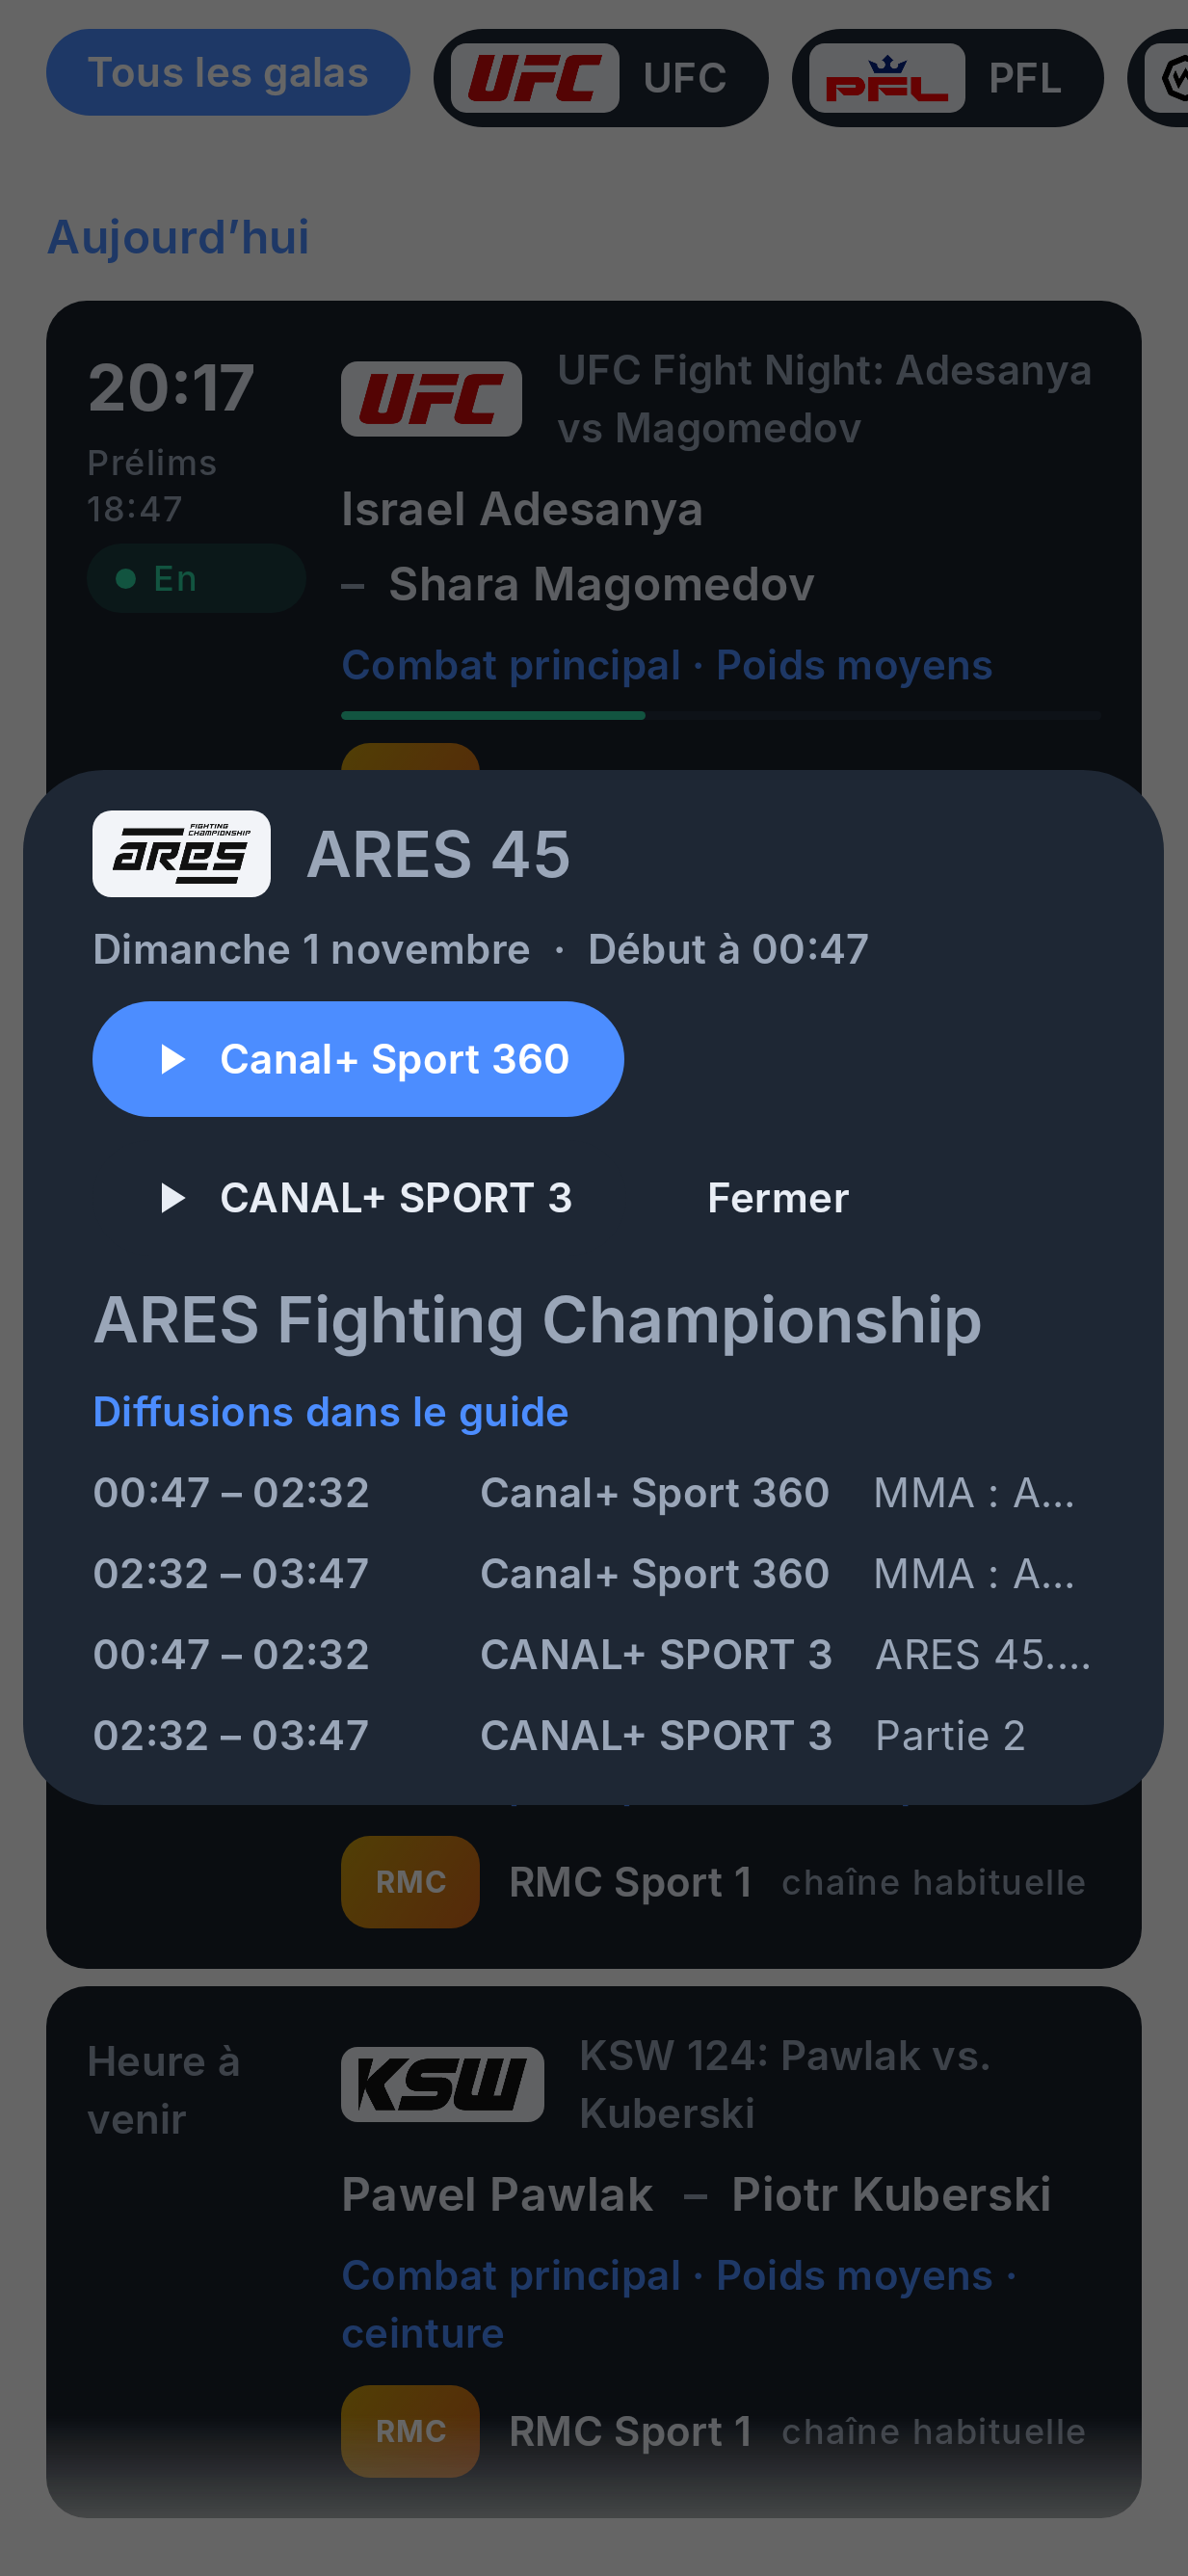 Tous les galas
UFC
UFC
PFL
PFL
Aujourd’hui
20:17
Prélims
18:47
En
UFC
UFC Fight Night: Adesanya
vs Magomedov
Israel Adesanya
– Shara Magomedov
Combat principal · Poids moyens
FIGHTING
CHAMPIONSHIP
ares
ARES 45
Dimanche 1 novembre · Début à 00:47
Canal+ Sport 360
CANAL+ SPORT 3
Fermer
ARES Fighting Championship
Diffusions dans le guide
00:47 – 02:32 Canal+ Sport 360 MMA : A...
02:32 – 03:47 Canal+ Sport 360 MMA : A...
00:47 – 02:32 CANAL+ SPORT 3 ARES 45....
02:32 – 03:47 CANAL+ SPORT 3 Partie 2
RMC
RMC Sport 1 chaîne habituelle
Heure à
venir
KSW
KSW 124: Pawlak vs.
Kuberski
Pawel Pawlak – Piotr Kuberski
Combat principal · Poids moyens ·
ceinture
RMC
RMC Sport 1 chaîne habituelle